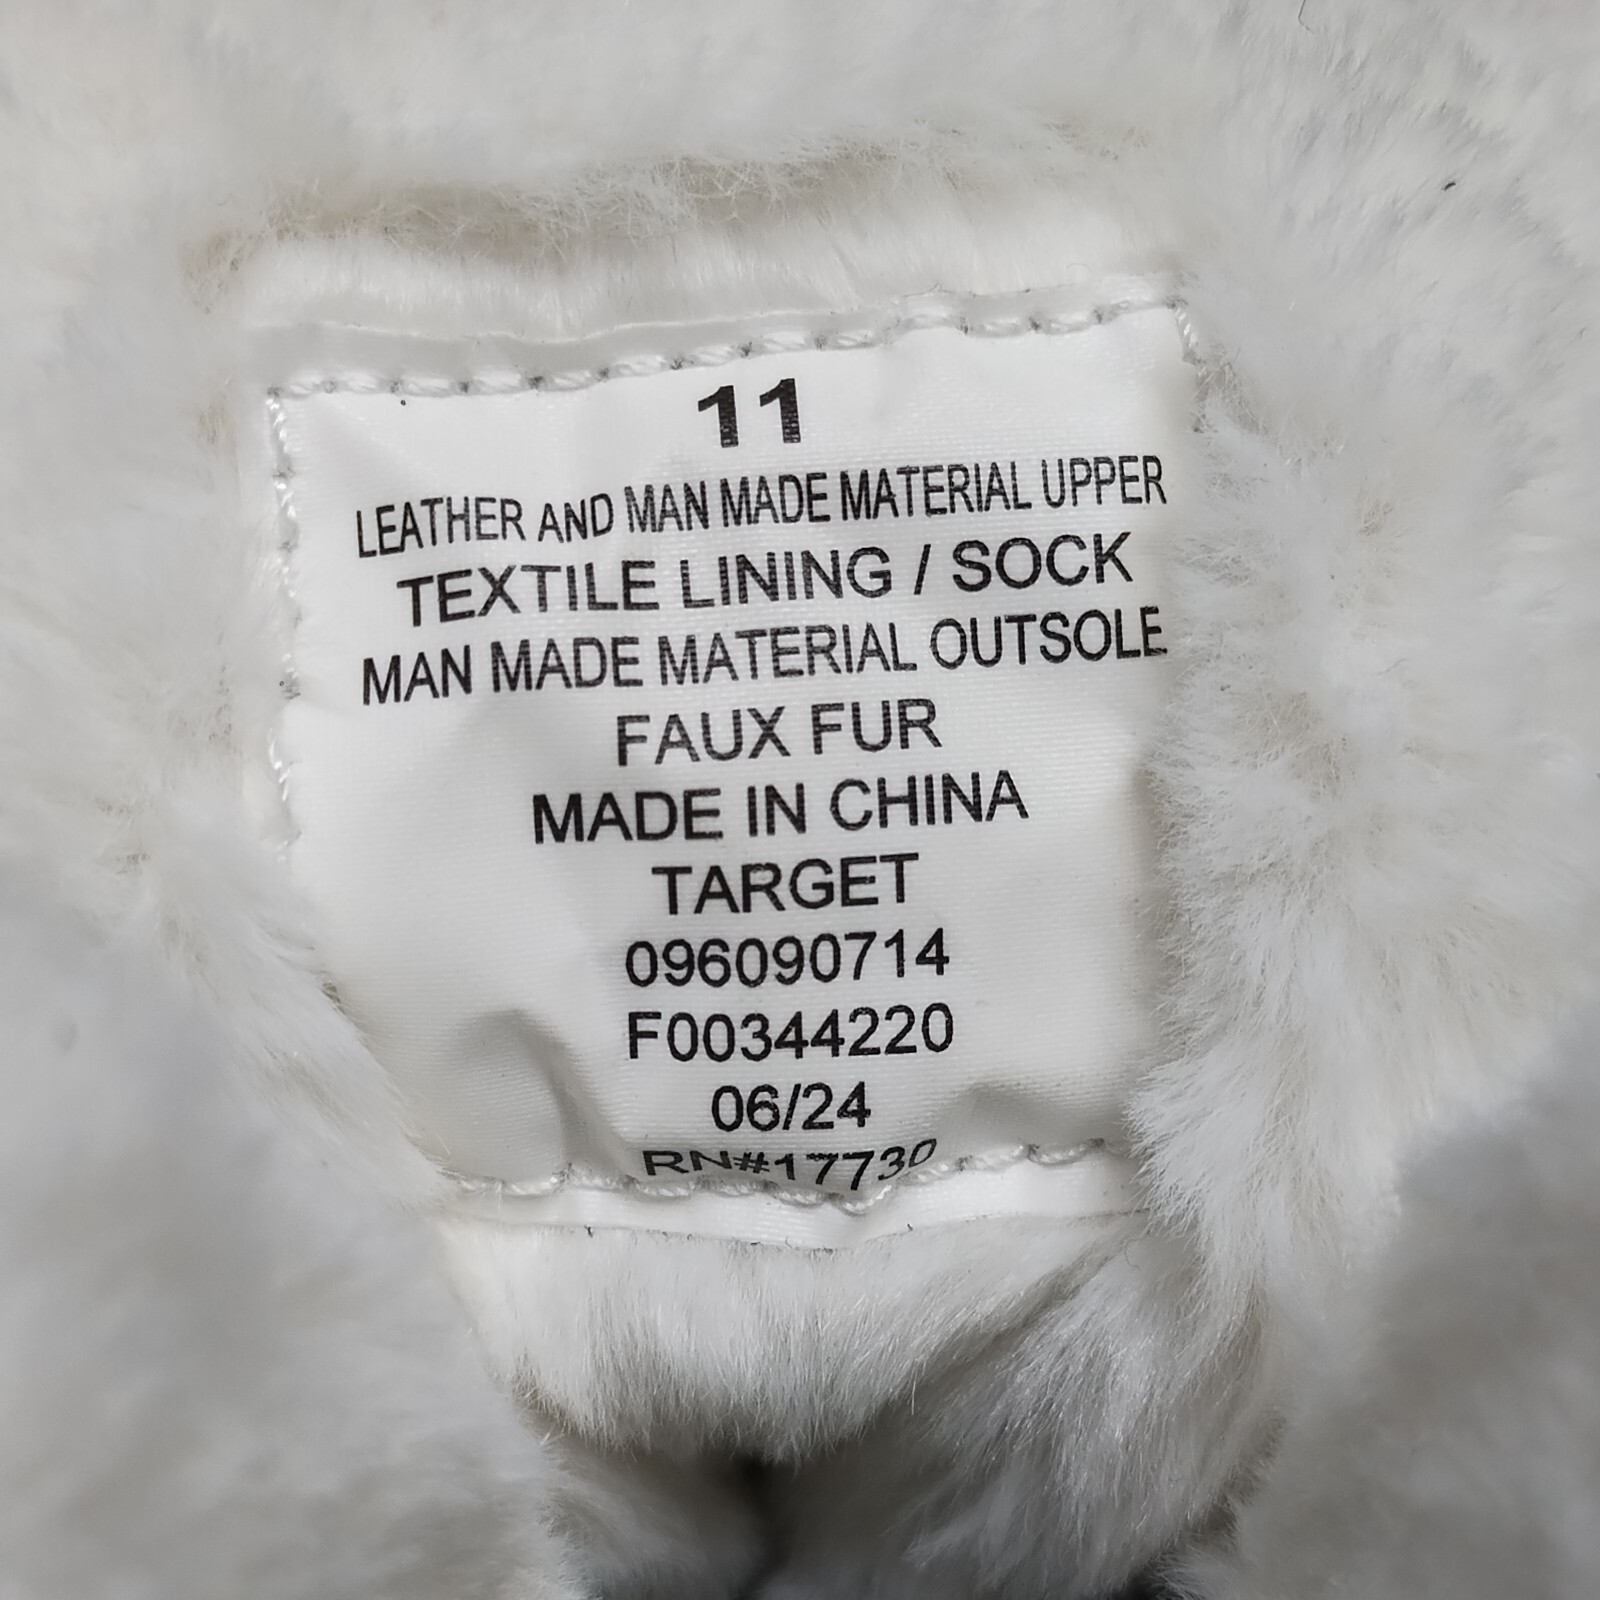 11
LEATHER AND MAN MADE MATERIAL UPPER
TEXTILE LINING / SOCK
MAN MADE MATERIAL OUTSOLE
FAUX FUR
MADE IN CHINA
TARGET
096090714
F00344220
06/24
RN#17730